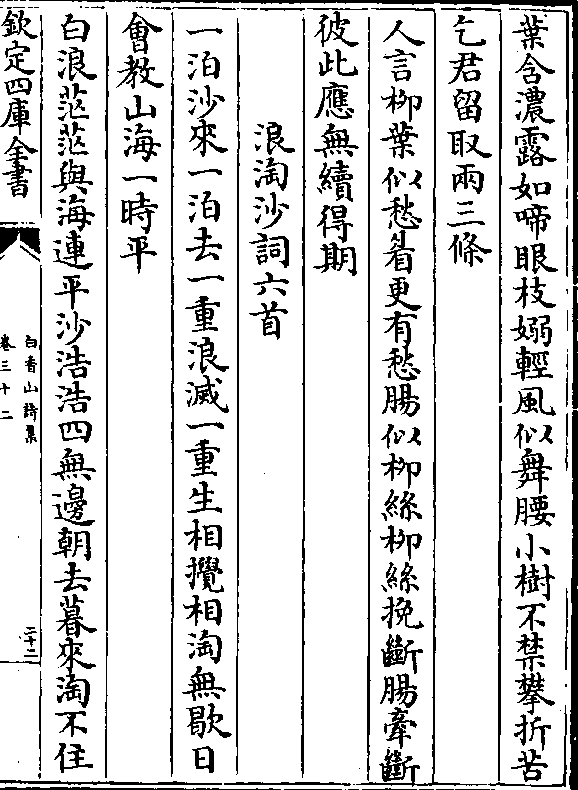 葉含濃露如啼眼枝嫋輕風似舞腰小樹不禁攀折苦
乞君留取兩三條
人言栁葉似愁眉更有愁腸似栁絲栁絲挽斷腸牽斷
彼此應無續得期
浪淘沙詞六首
一泊沙來一泊去一重浪滅一重生相攪相淘無歇日
會教山海一時平
白浪茫茫與海連平沙浩浩四無邊朝去暮來淘不住
欽定四庫全書
白香山詩集
卷三十二
二十二